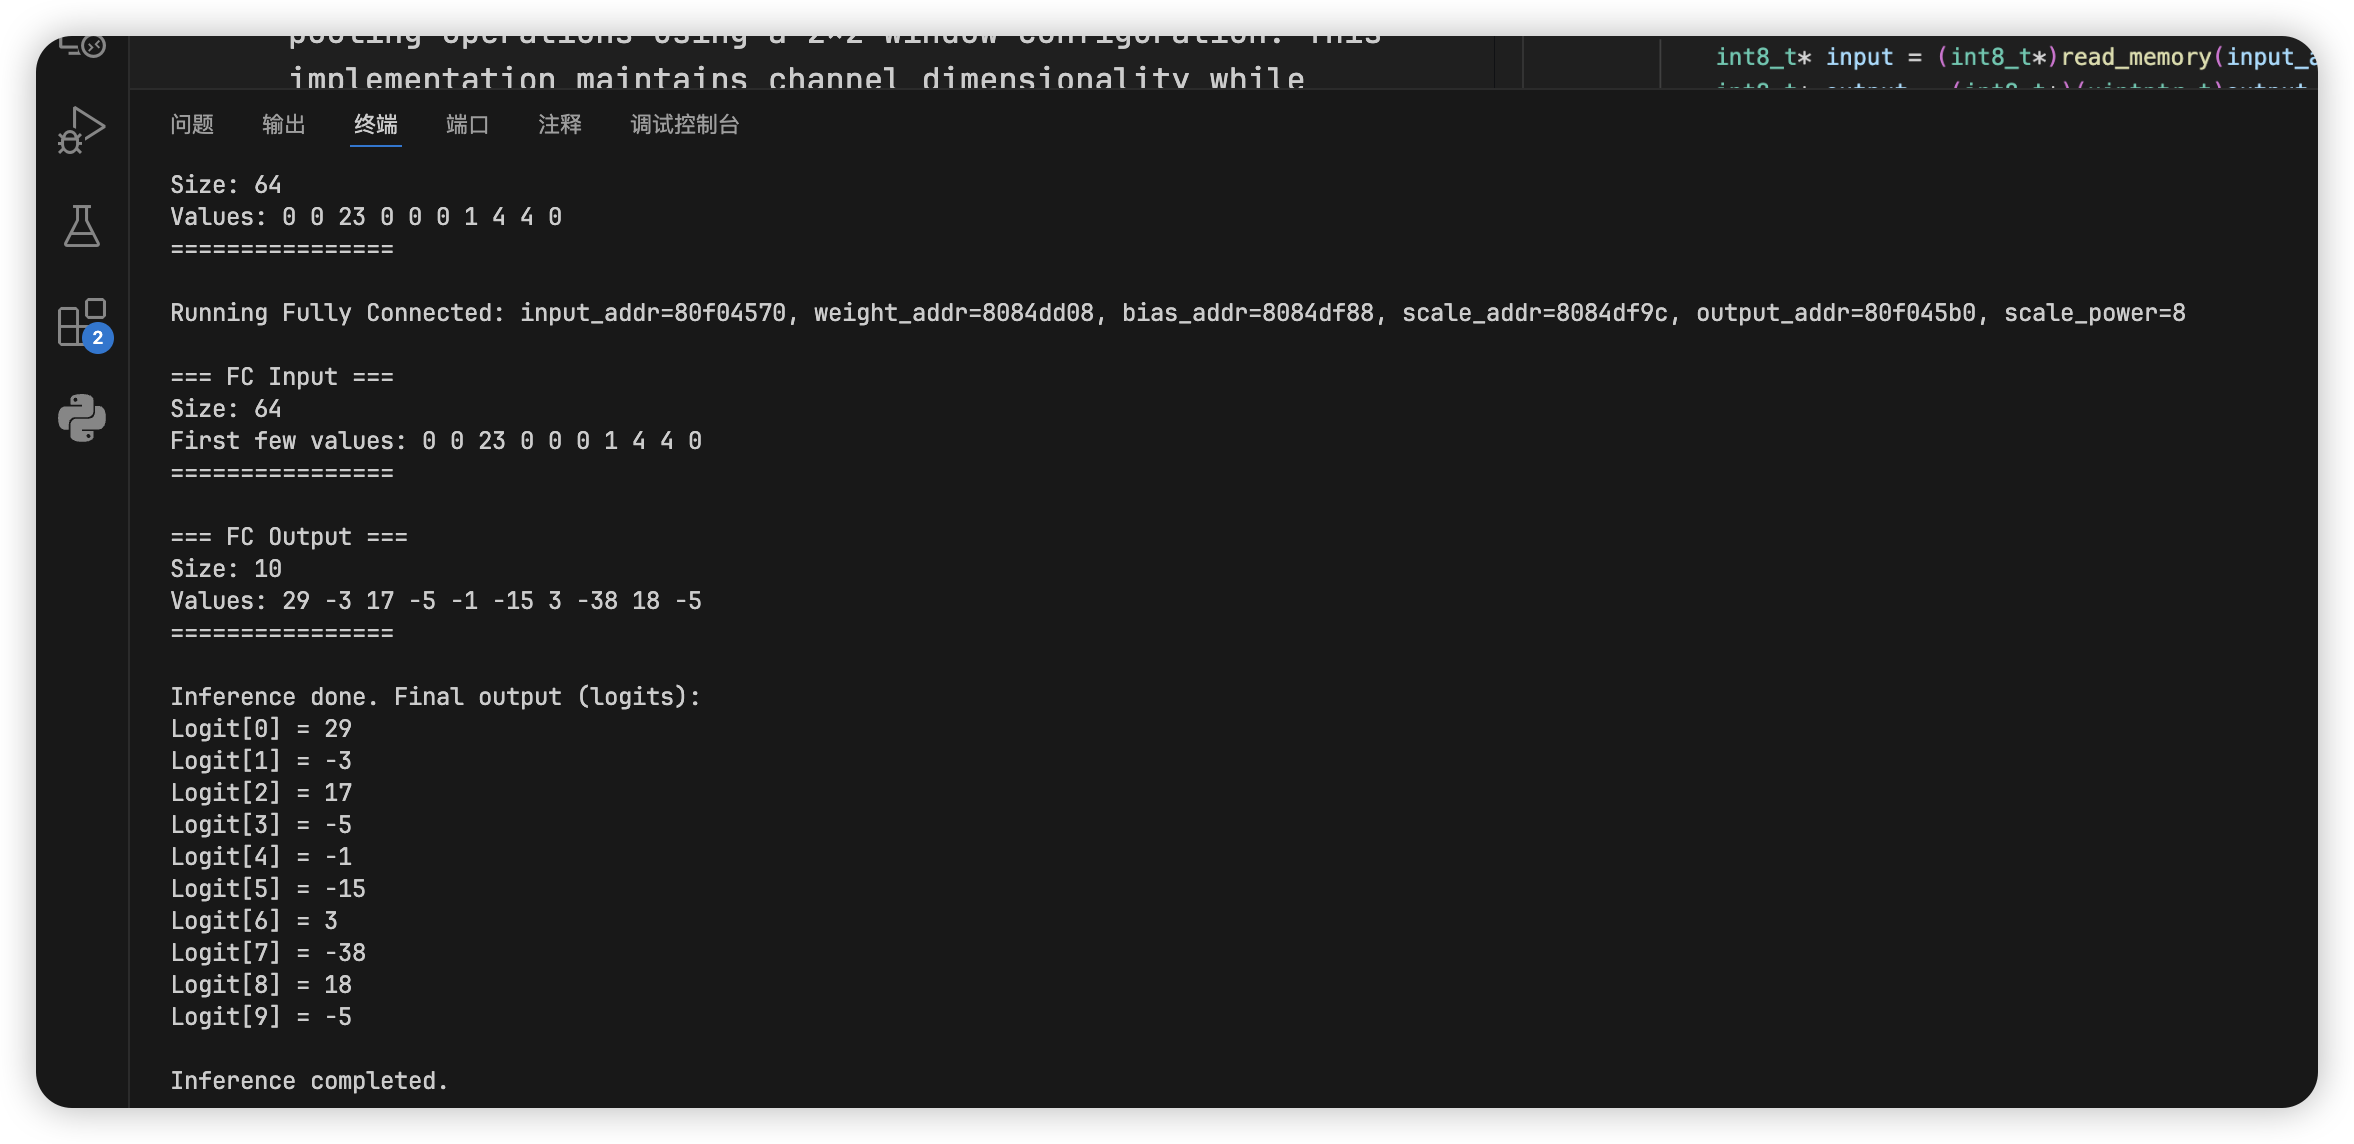 pooling operations using a 2×2 window configuration. This
implementation maintains channel dimensionality while
int8_t* input = (int8_t*)read_memory(input_a
问题 输出 终端 端口 注释 调试控制台
Size: 64
Values: 0 0 23 0 0 0 1 4 4 0
================
Running Fully Connected: input_addr=80f04570, weight_addr=8084dd08, bias_addr=8084df88, scale_addr=8084df9c, output_addr=80f045b0, scale_power=8
2
=== FC Input ===
Size: 64
First few values: 0 0 23 0 0 0 1 4 4 0
================
=== FC Output ===
Size: 10
Values: 29 -3 17 -5 -1 -15 3 -38 18 -5
================
Inference done. Final output (logits):
Logit[0] = 29
Logit[1] = -3
Logit[2] = 17
Logit[3] = -5
Logit[4] = -1
Logit[5] = -15
Logit[6] = 3
Logit[7] = -38
Logit[8] = 18
Logit[9] = -5
Inference completed.